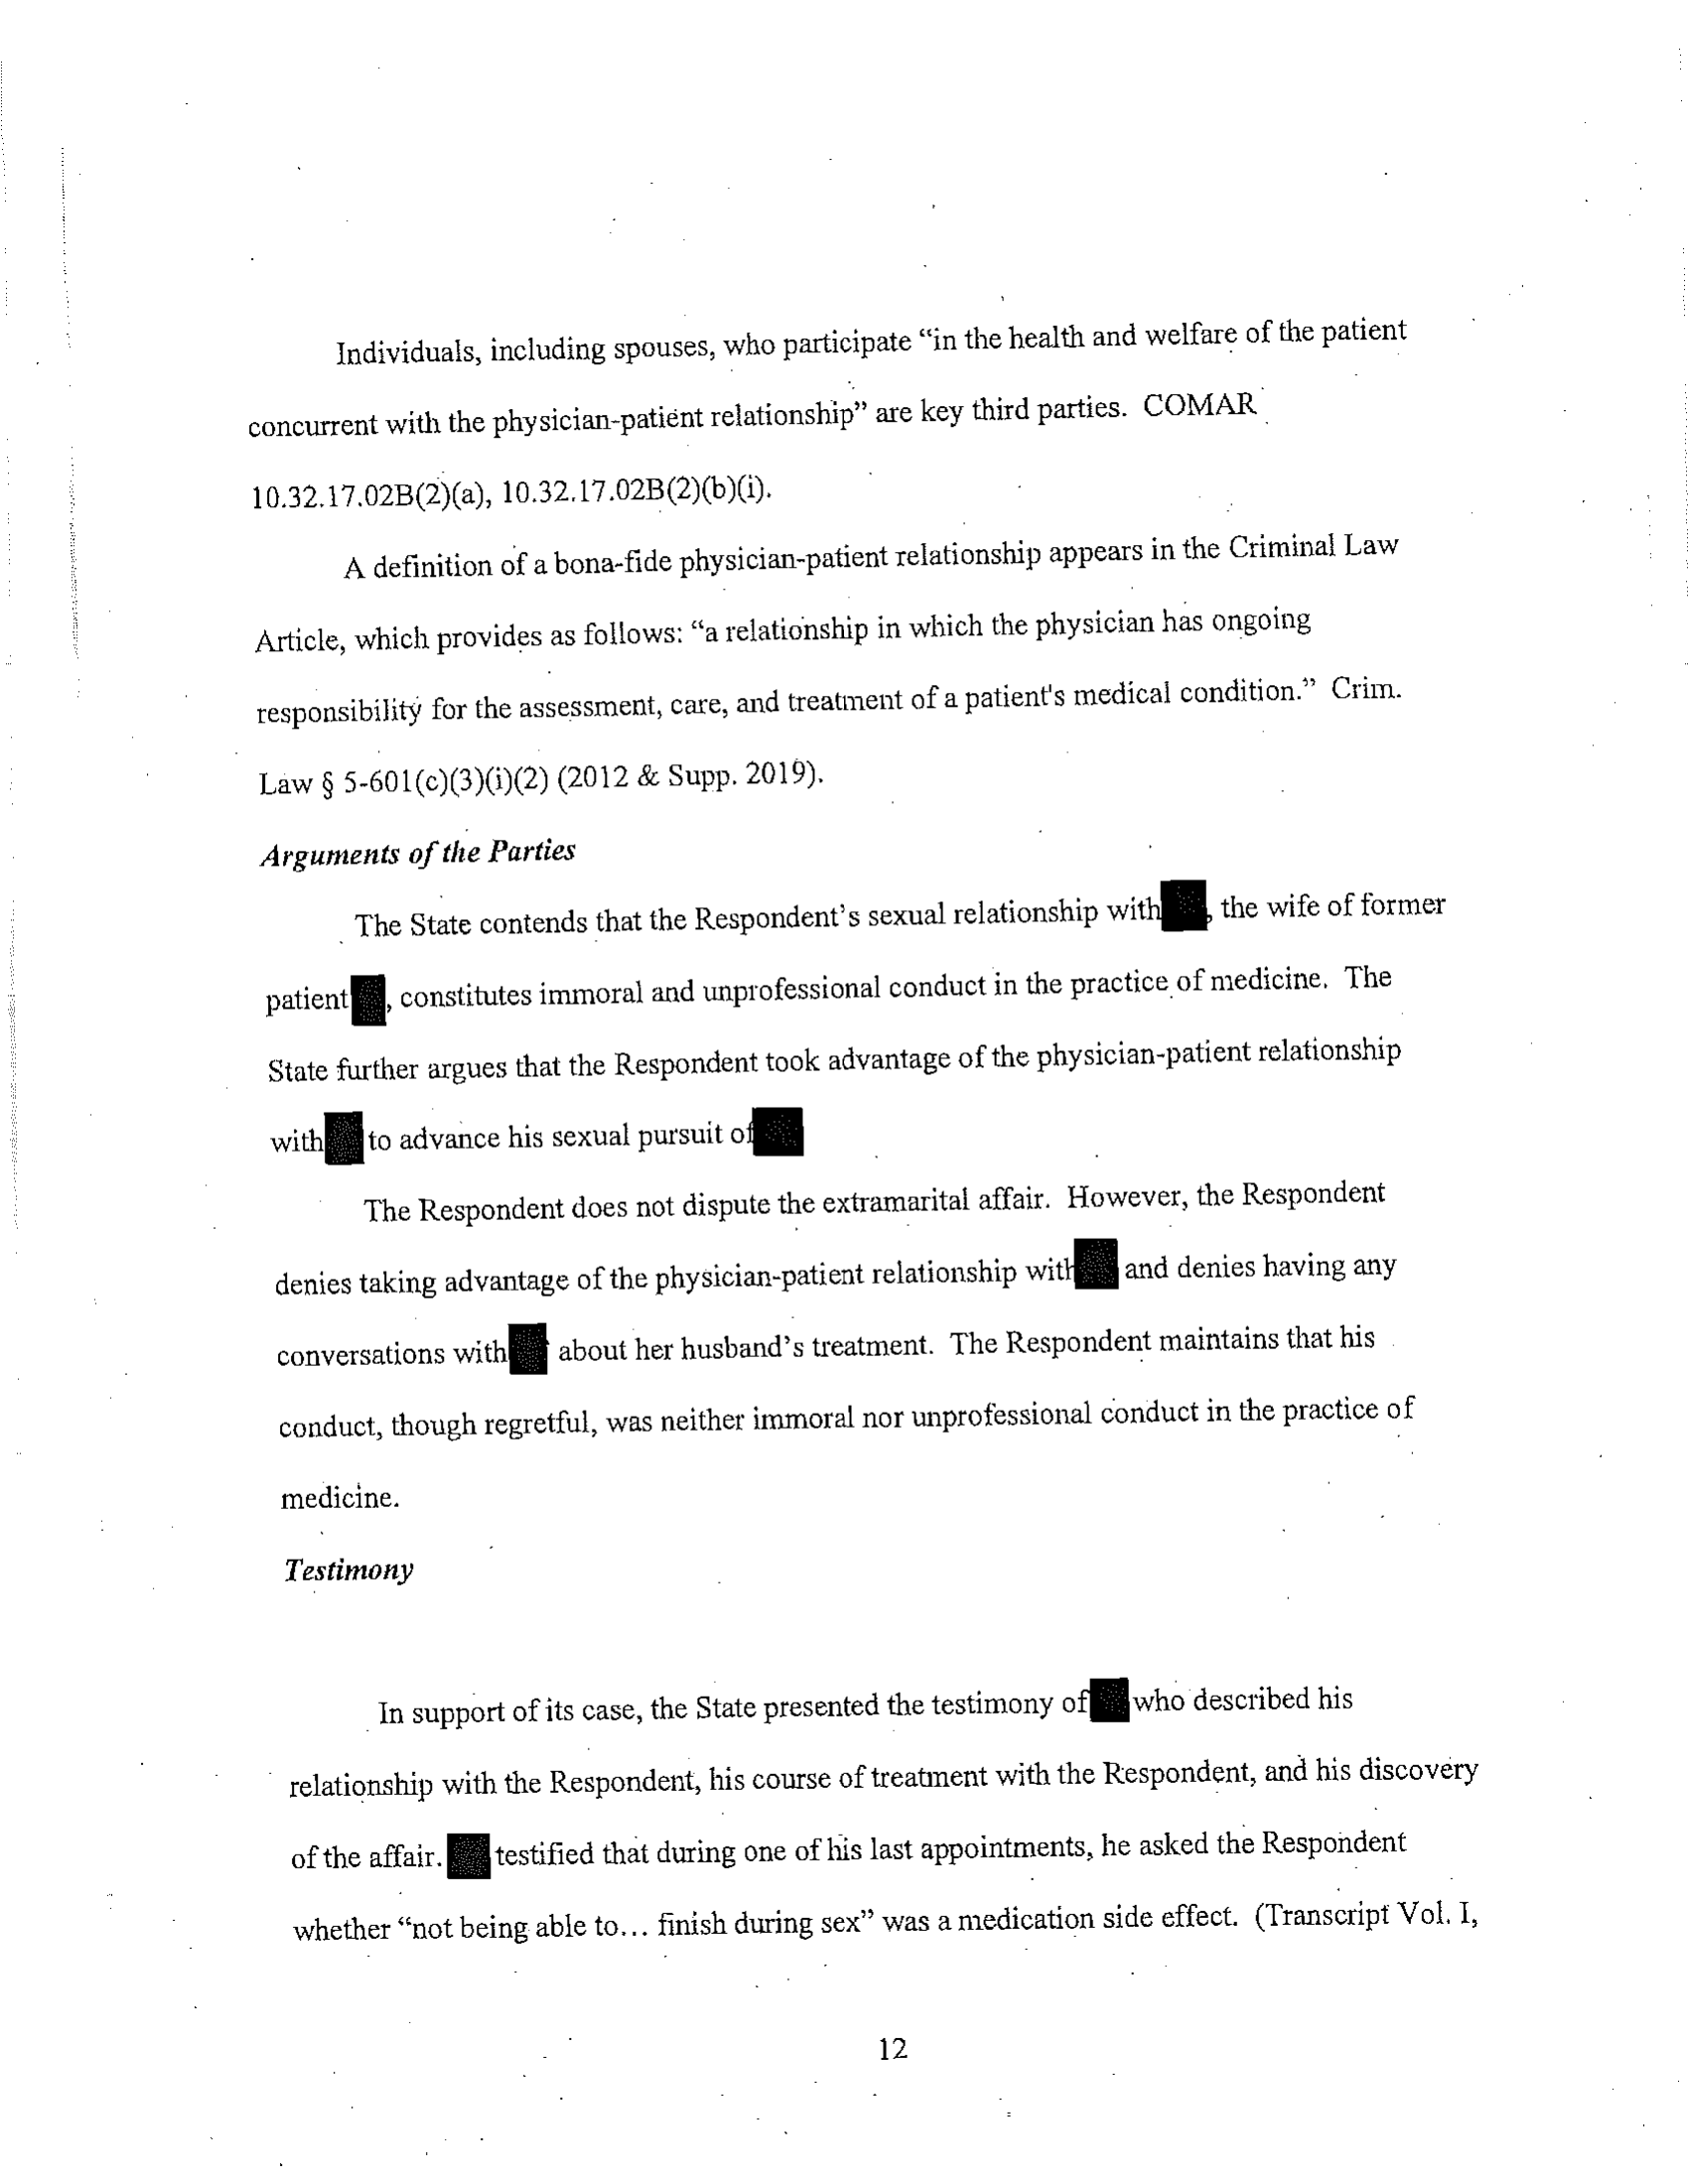 Individuals, including spouses, who participate “in the health and welfare of the patient
concurrent with the physician-patient relationship” are key third parties. COMAR
10.32.17.02B(2)(a), 10.32.17.02B(2)(b)(i).
A definition of a bona-fide physician-patient relationship appears in the Criminal Law
Article, which provides as follows: “a relationship in which the physician has ongoing
responsibility for the assessment, care, and treatment of a patient's medical condition.” Crim.
Law § 5-601(c)(3)(i)(2) (2012 & Supp. 2019).
Arguments of the Parties
The State contends that the Respondent’s sexual relationship with , the wife of former
patient , constitutes immoral and unprofessional conduct in the practice of medicine. The
State further argues that the Respondent took advantage of the physician-patient relationship
with to advance his sexual pursuit of
The Respondent does not dispute the extramarital affair. However, the Respondent
denies taking advantage of the physician-patient relationship with and denies having any
conversations with about her husband’s treatment. The Respondent maintains that his
conduct, though regretful, was neither immoral nor unprofessional conduct in the practice of
medicine.
Testimony
In support of its case, the State presented the testimony of who described his
relationship with the Respondent, his course of treatment with the Respondent, and his discovery
of the affair. testified that during one of his last appointments, he asked the Respondent
whether “not being able to… finish during sex” was a medication side effect. (Transcript Vol. I,
12